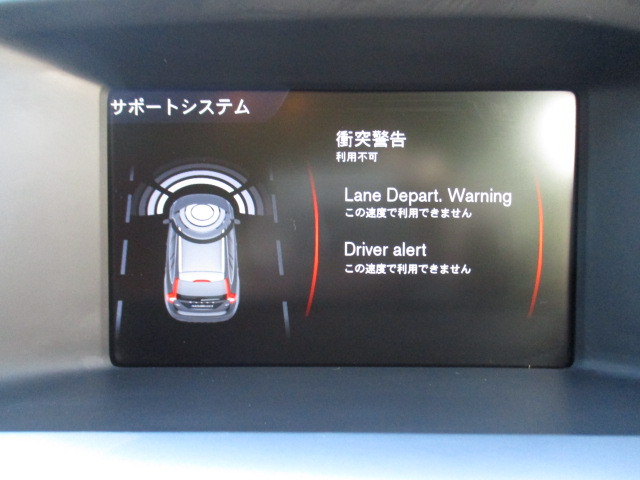 サポートシステム
衝突警告
利用不可
Lane Depart. Warning
この速度で利用できません
Driver alert
この速度で利用できません